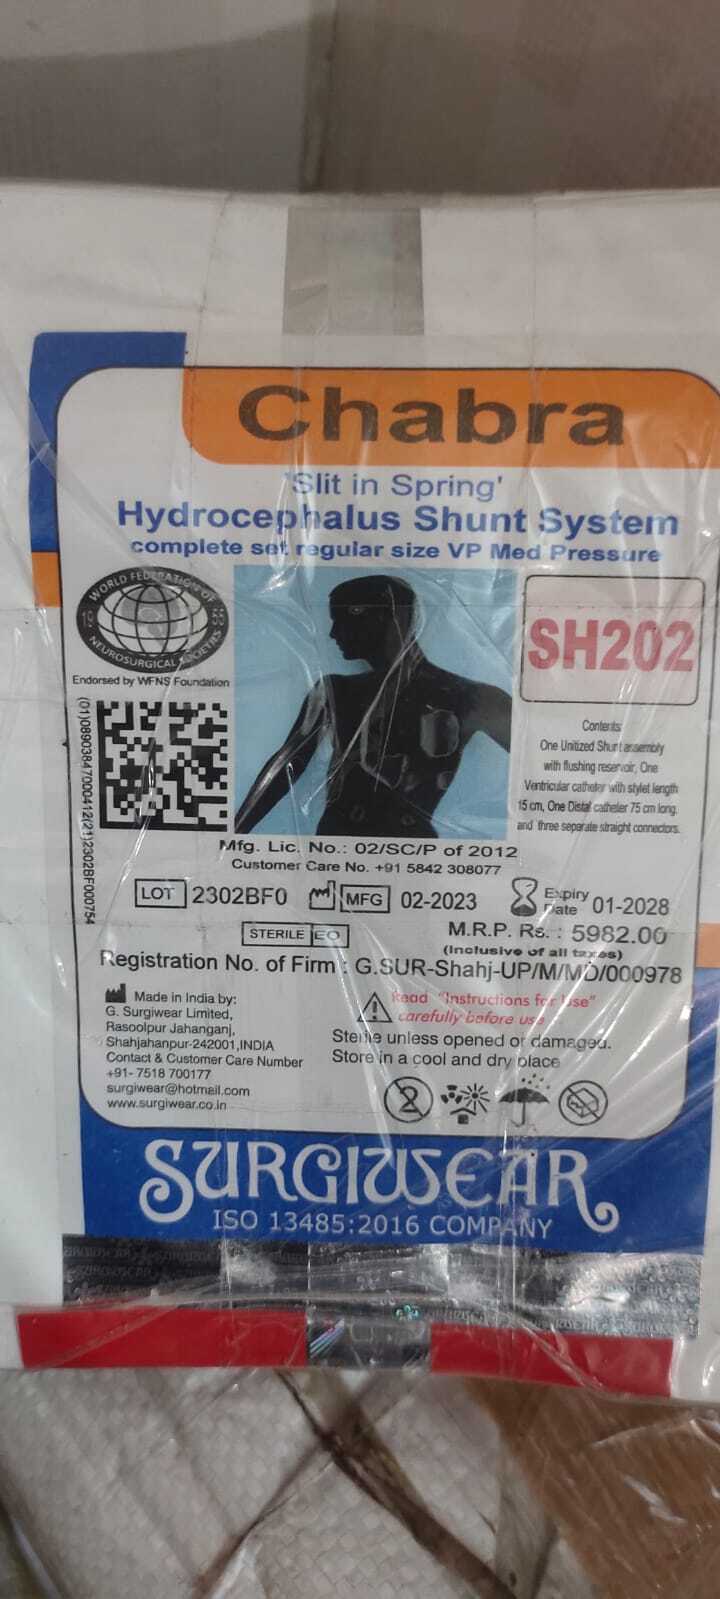 Chabra
'Slit in Spring'
Hydrocephalus Shunt System
complete set regular size VP Med Pressure
WORLD FEDERATION OF
19 55
NEUROSURGICAL SOCIETIES
Endorsed by WFNS Foundation
SH202
Contents:
One Unitized Shunt assembly
with flushing reservoir, One
Ventricular catheter with stylet length
15 cm, One Distal catheter 75 cm long.
and three separate straight connectors.
Mfg. Lic. No.: 02/SC/P of 2012
Customer Care No. +91 5842 308077
LOT 2302BF0 MFG 02-2023 Expiry Date 01-2028
STERILE EO
M.R.P. Rs. : 5982.00
(Inclusive of all taxes)
Registration No. of Firm : G.SUR-Shahj-UP/M/MD/000978
Made in India by:
G. Surgiwear Limited,
Rasoolpur Jahanganj,
Shahjahanpur-242001,INDIA
Contact & Customer Care Number
+91- 7518 700177
surgiwear@hotmail.com
www.surgiwear.co.in
Read "Instructions for Use"
carefully before use
Sterile unless opened or damaged.
Store in a cool and dry place
2
SURGIWEAR
ISO 13485:2016 COMPANY